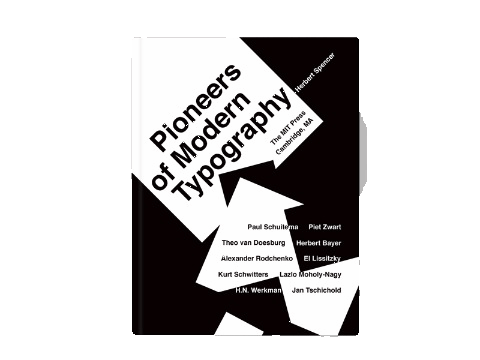 Pioneers
of Modern
Typography
Herbert Spencer
The MIT Press
Cambridge, MA
Paul Schuitema Piet Zwart
Theo van Doesburg Herbert Bayer
Alexander Rodchenko El Lissitzky
Kurt Schwitters Lazlo Moholy-Nagy
H.N. Werkman Jan Tschichold